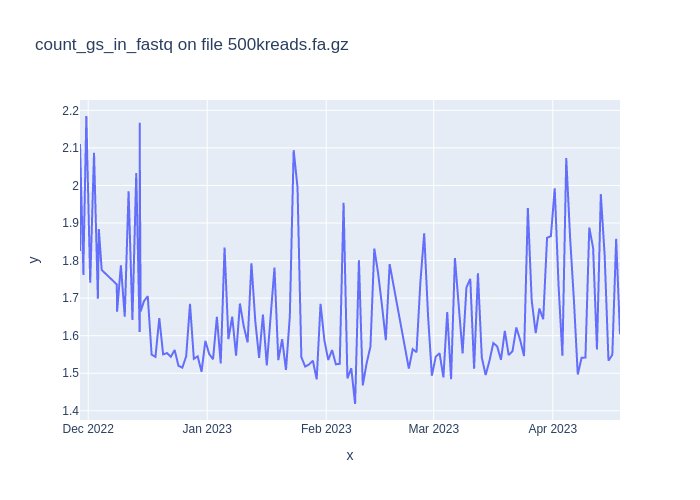 count_gs_in_fastq on file 500kreads.fa.gz
2.2
2.1
2
1.9
1.8
1.7
1.6
1.5
1.4
y
Dec 2022 Jan 2023 Feb 2023 Mar 2023 Apr 2023
x